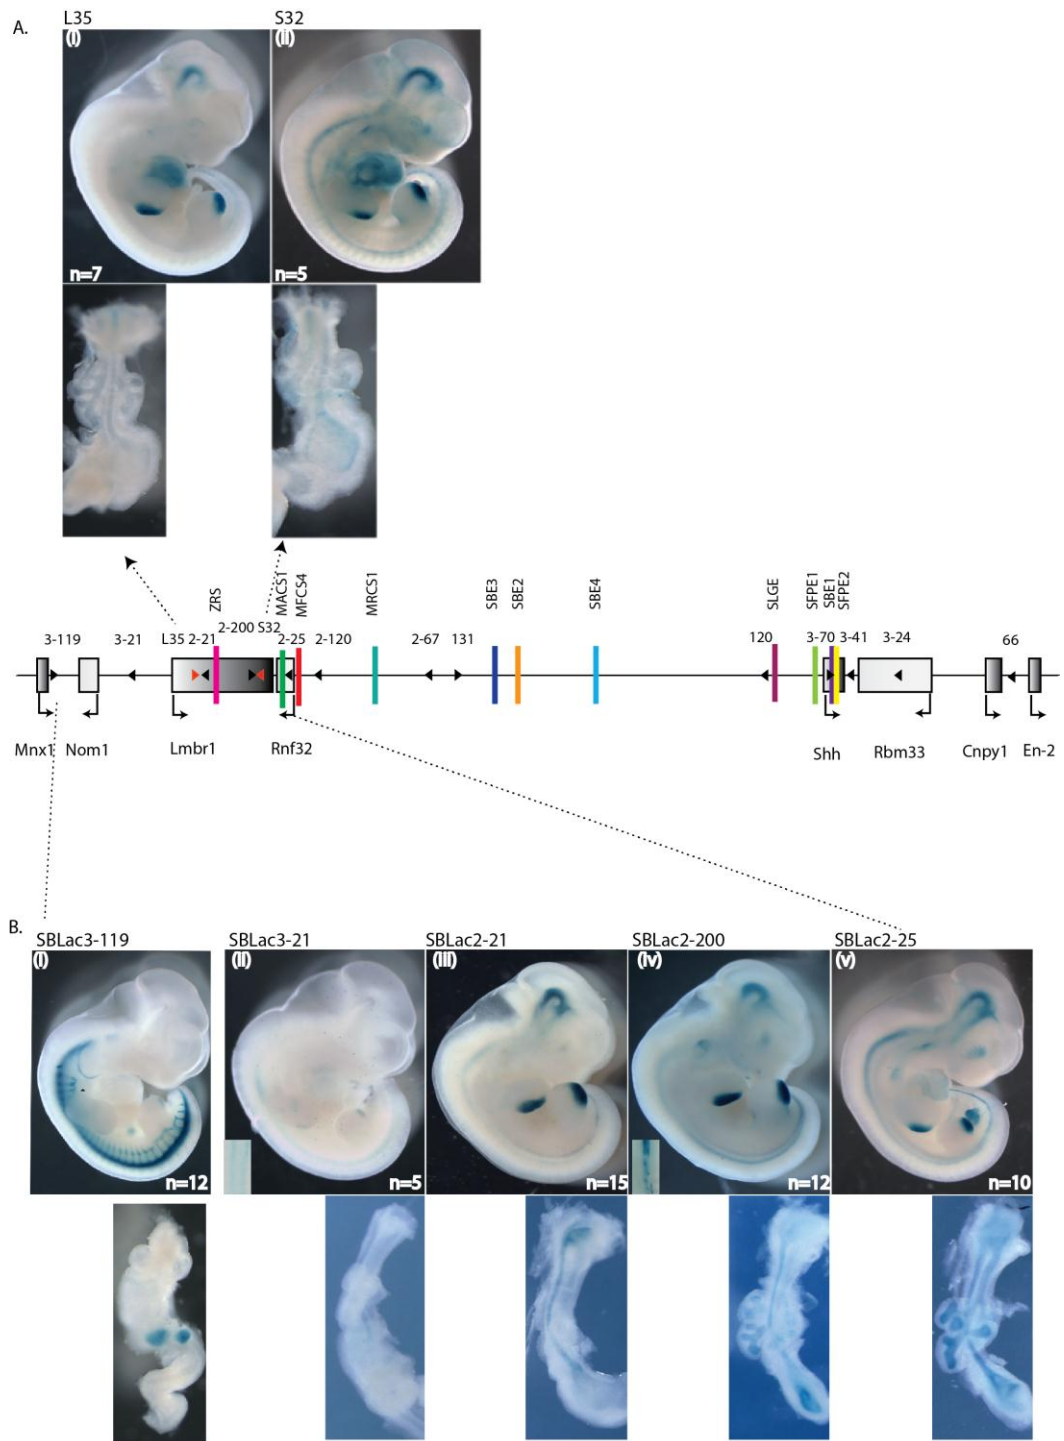 A.
L35 S32
(i) (ii)
n=7 n=5
ZRS MACS1 MFCS4 MRCS1 SBE3 SBE2 SBE4 SLGE SFPE1 SBE1 SFPE2
2-200 S32
3-119 3-21 L35 2-21 2-25 2-120 2-67 131 120 3-70 3-41 3-24 66
Mnx1 Nom1 Lmbr1 Rnf32 Shh Rbm33 Cnpy1 En-2
B.
SBLac3-119 SBLac3-21 SBLac2-21 SBLac2-200 SBLac2-25
(i) (ii) (iii) (iv) (v)
n=12 n=5 n=15 n=12 n=10